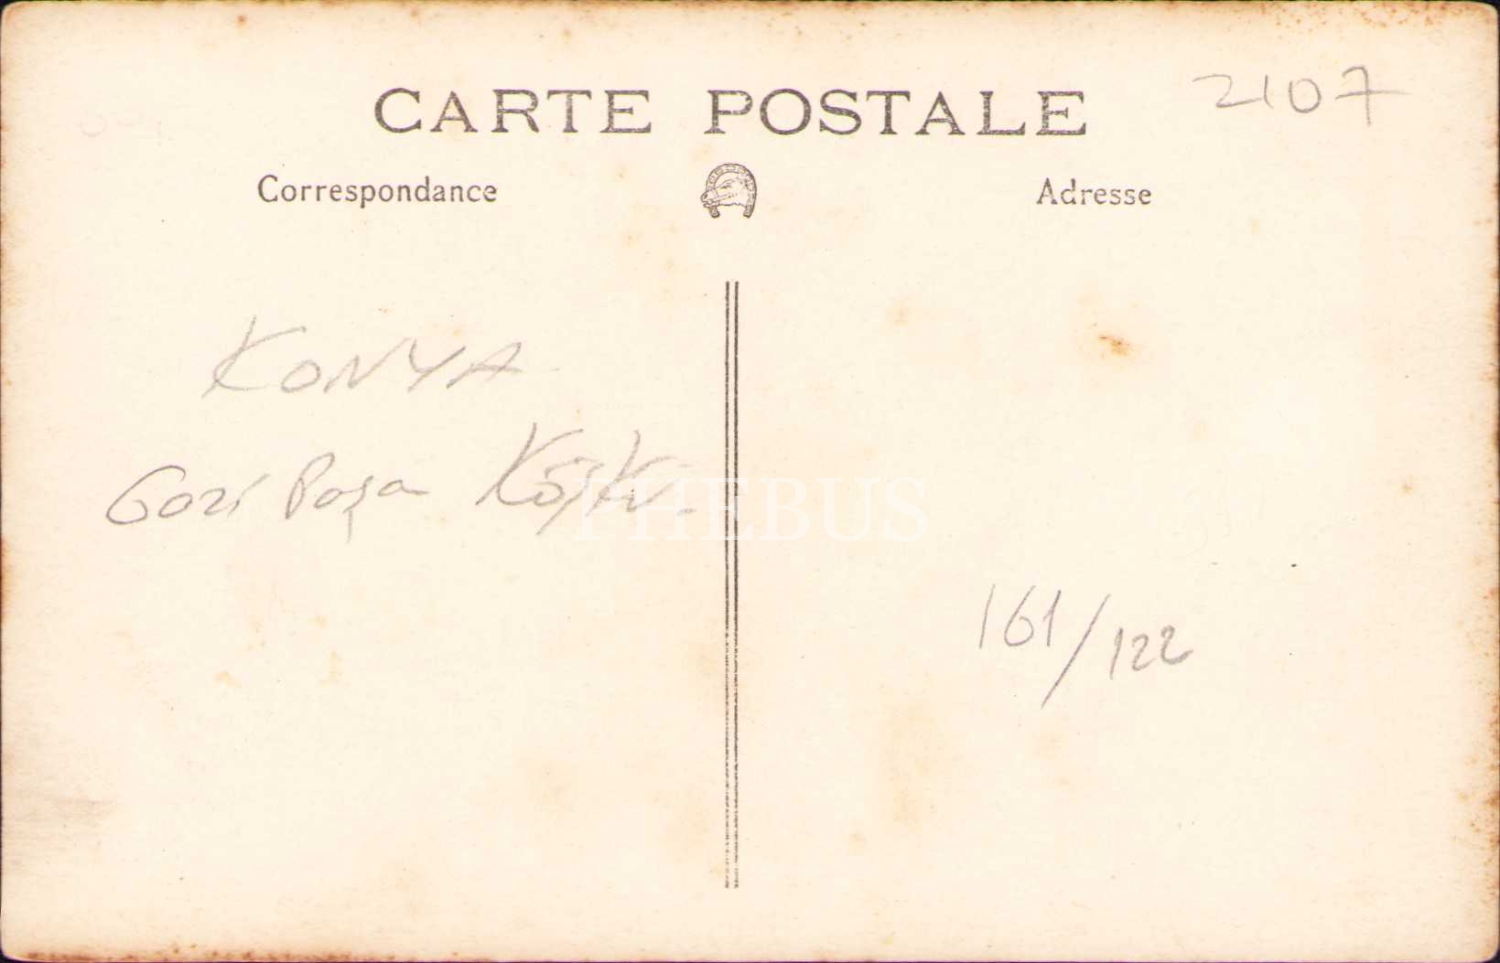 CARTE POSTALE
2107
Correspondance
Adresse
KONYA
Gazi Paşa Köşkü.
PHEBUS
161/122